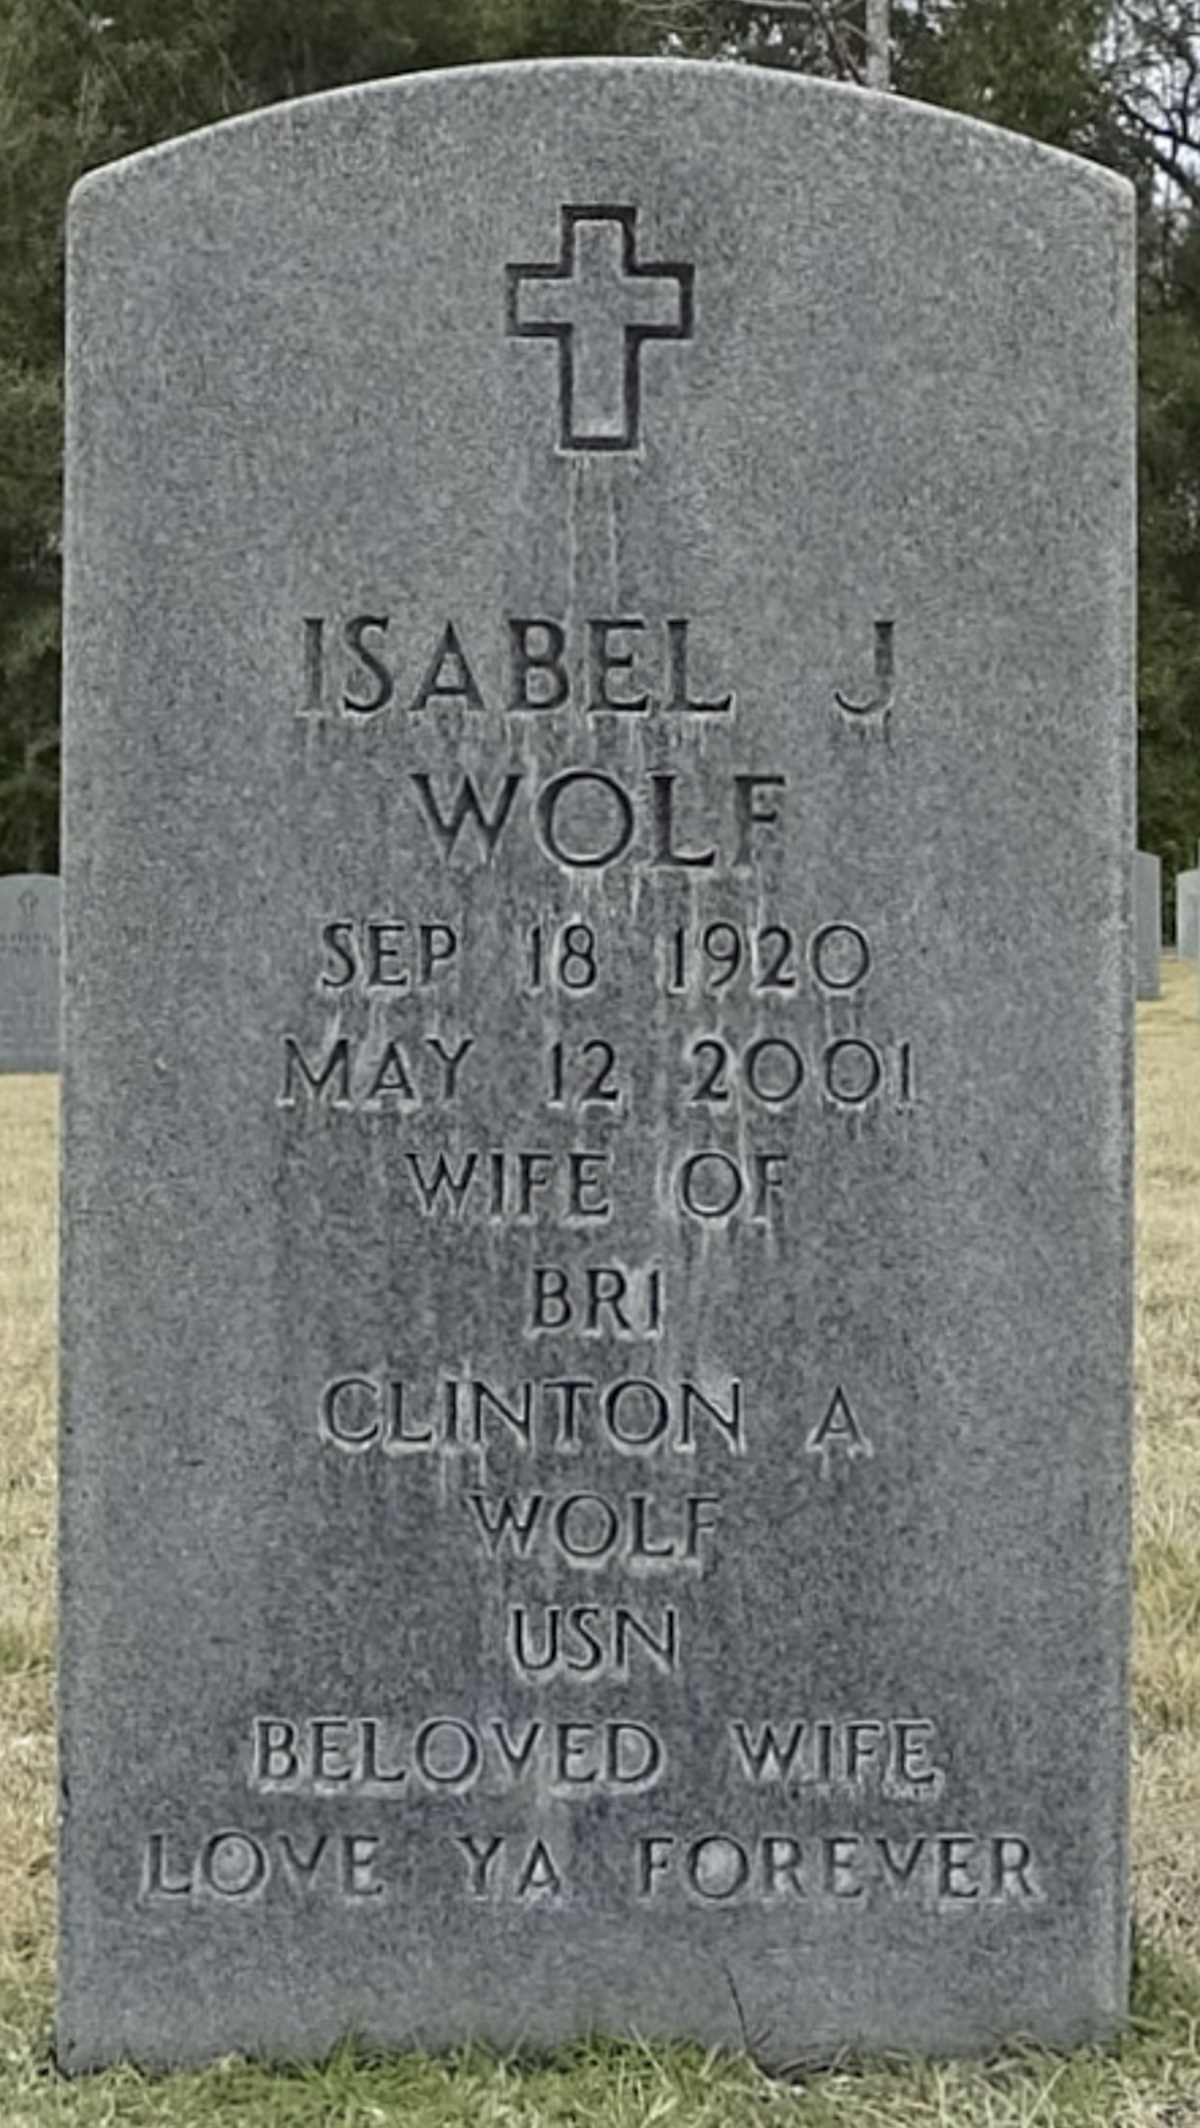 ISABEL J
WOLF
SEP 18 1920
MAY 12 2001
WIFE OF
BR1
CLINTON A
WOLF
USN
BELOVED WIFE
LOVE YA FOREVER